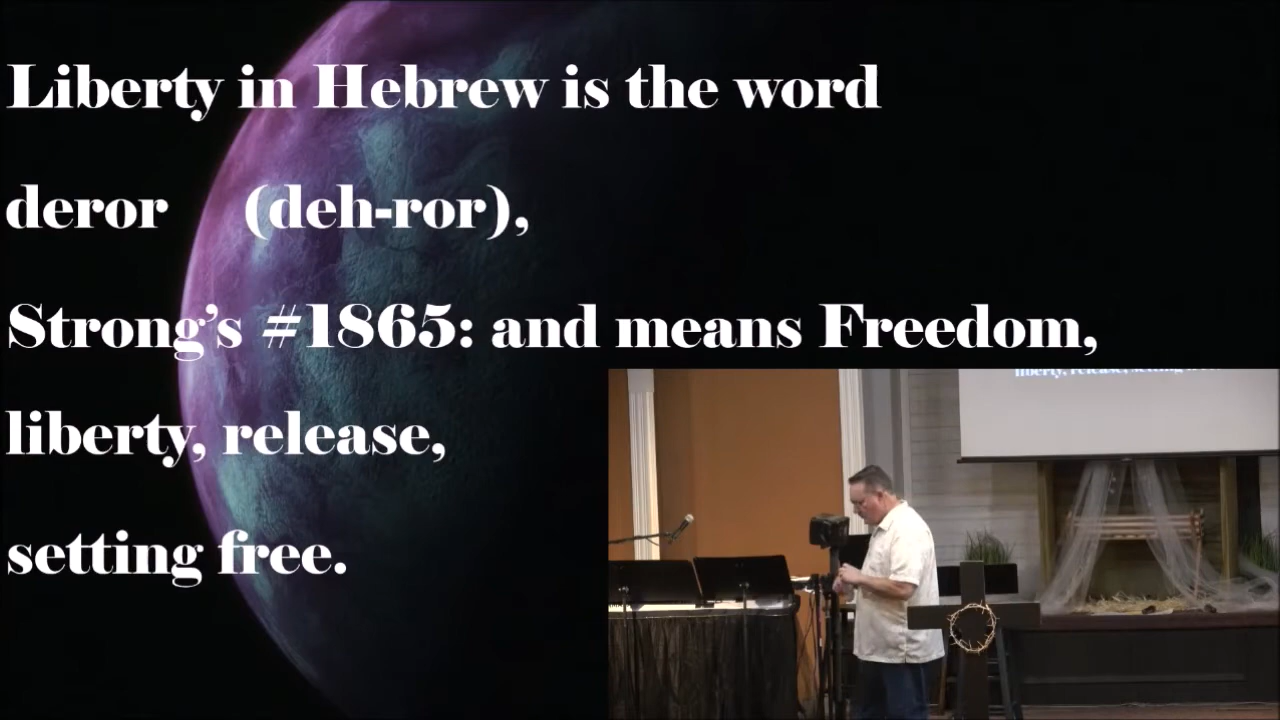 Liberty in Hebrew is the word
deror (deh-ror),
Strong’s #1865: and means Freedom,
liberty, release,
setting free.